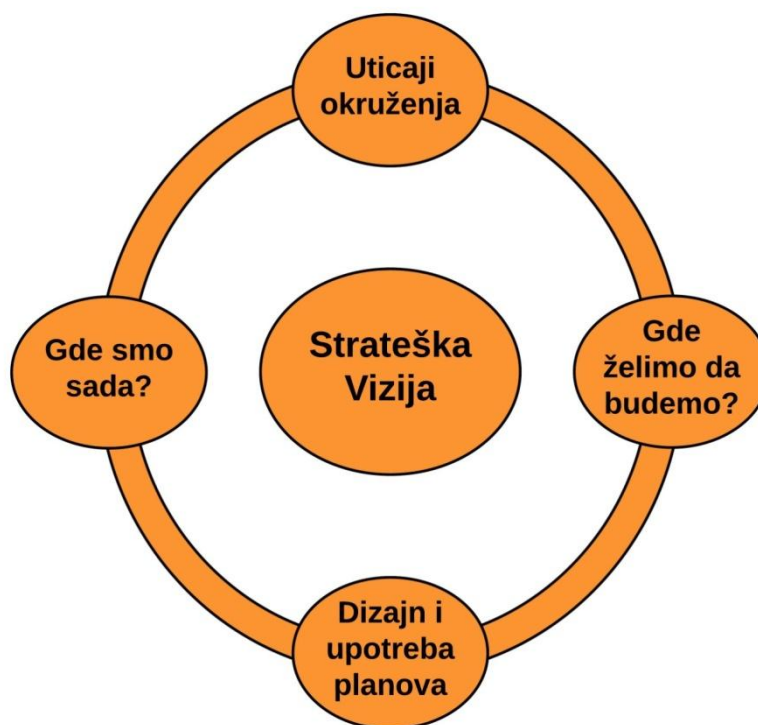 Uticaji
okruženja
Gde smo
sada?
Strateška
Vizija
Gde
želimo da
budemo?
Dizajn i
upotreba
planova